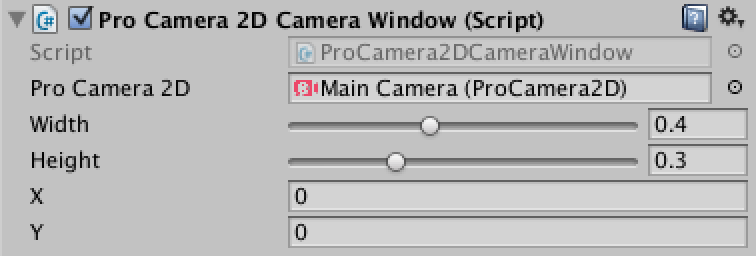 Pro Camera 2D Camera Window (Script)
Script ProCamera2DCameraWindow
Pro Camera 2D Main Camera (ProCamera2D)
Width 0.4
Height 0.3
X 0
Y 0